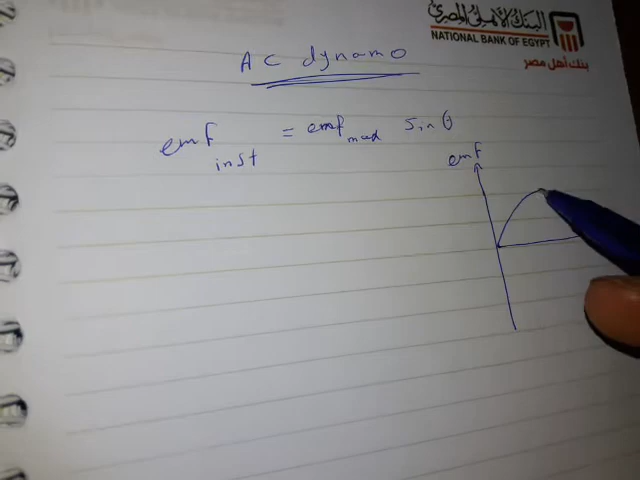 البنك الأهلي المصري
NATIONAL BANK OF EGYPT
بنك أهل مصر
AC dynamo
emf inst = emf max sin θ
emf